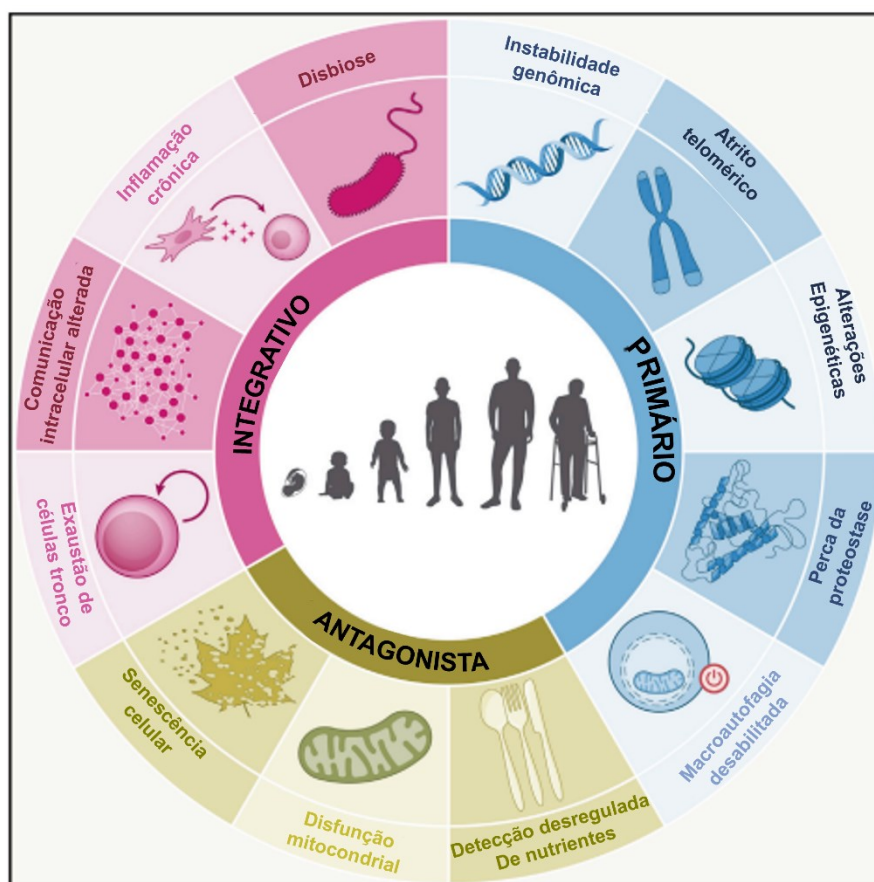 Disbiose
Instabilidade
genômica
Atrito
telomérico
Alterações
Epigenéticas
Perca da
proteostase
Macroautofagia
desabilitada
Detecção desregulada
De nutrientes
Disfunção
mitocondrial
Senescência
celular
Exaustão de
células tronco
Comunicação
intracelular alterada
Inflamação
crônica
INTEGRATIVO
PRIMÁRIO
ANTAGONISTA